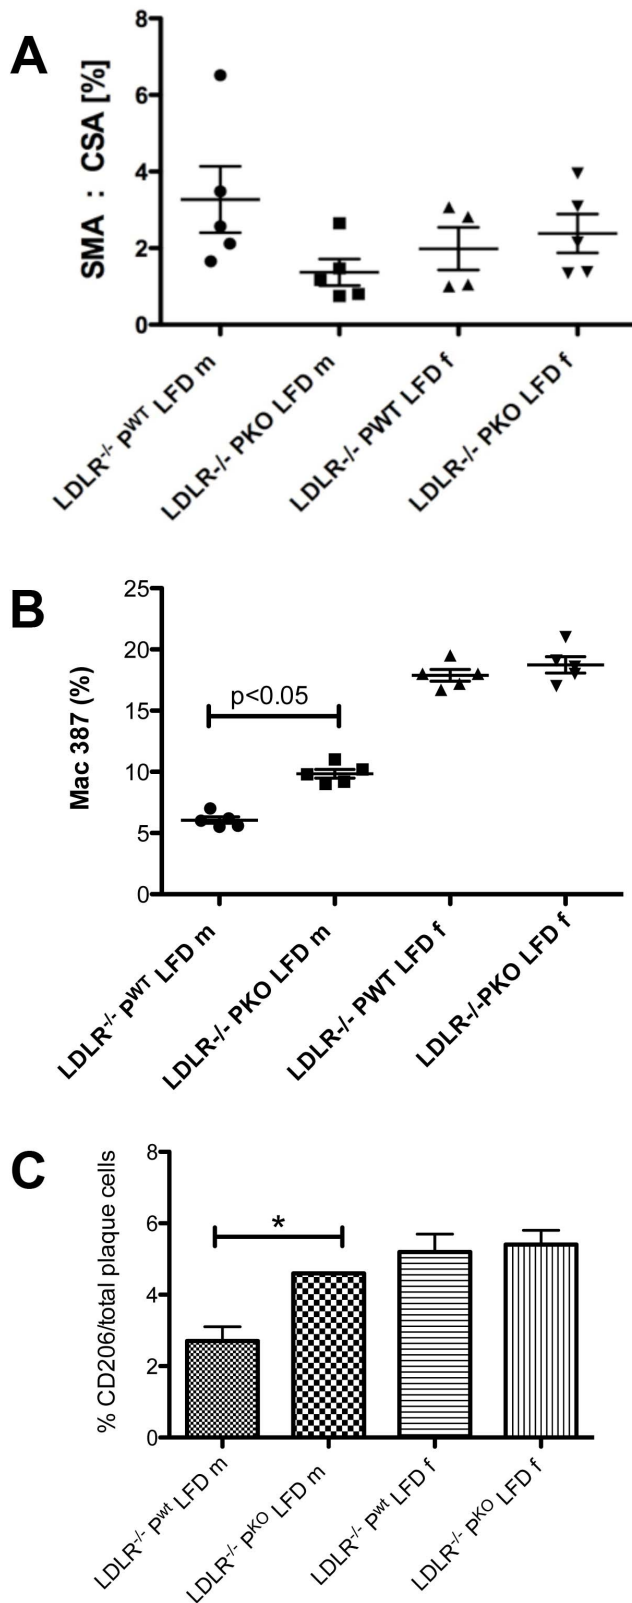 A
SMA : CSA [%]
8
6
4
2
0
LDLR-/- PWT LFD m
LDLR-/- PKO LFD m
LDLR-/- PWT LFD f
LDLR-/- PKO LFD f
B
Mac 387 (%)
25
20
15
10
5
0
p<0.05
LDLR-/- PWT LFD m
LDLR-/- PKO LFD m
LDLR-/- PWT LFD f
LDLR-/-PKO LFD f
C
% CD206/total plaque cells
8
6
4
2
0
*
LDLR-/- Pwt LFD m
LDLR-/- PKO LFD m
LDLR-/- Pwt LFD f
LDLR-/- PKO LFD f